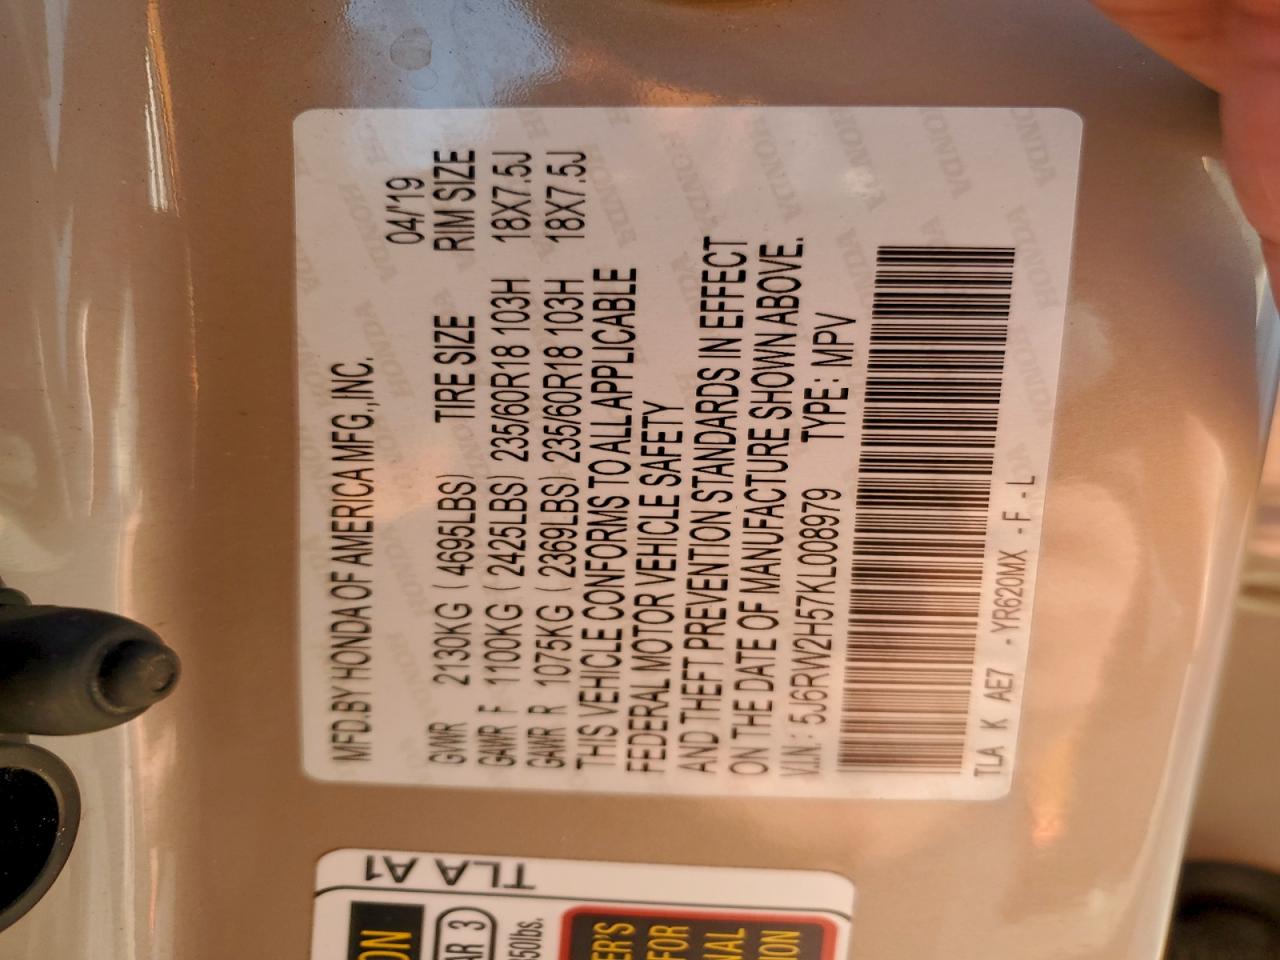 MFD.BY HONDA OF AMERICA MFG.,INC.
04/'19
GVWR 2130KG ( 4695LBS) TIRE SIZE RIM SIZE
GAWR F 1100KG ( 2425LBS) 235/60R18 103H 18X7.5J
GAWR R 1075KG ( 2369LBS) 235/60R18 103H 18X7.5J
THIS VEHICLE CONFORMS TO ALL APPLICABLE
FEDERAL MOTOR VEHICLE SAFETY
AND THEFT PREVENTION STANDARDS IN EFFECT
ON THE DATE OF MANUFACTURE SHOWN ABOVE.
V.I.N.: 5J6RW2H57KL008979 TYPE: MPV
TLA K AE7 - YR620MX - F - L
TLA A1